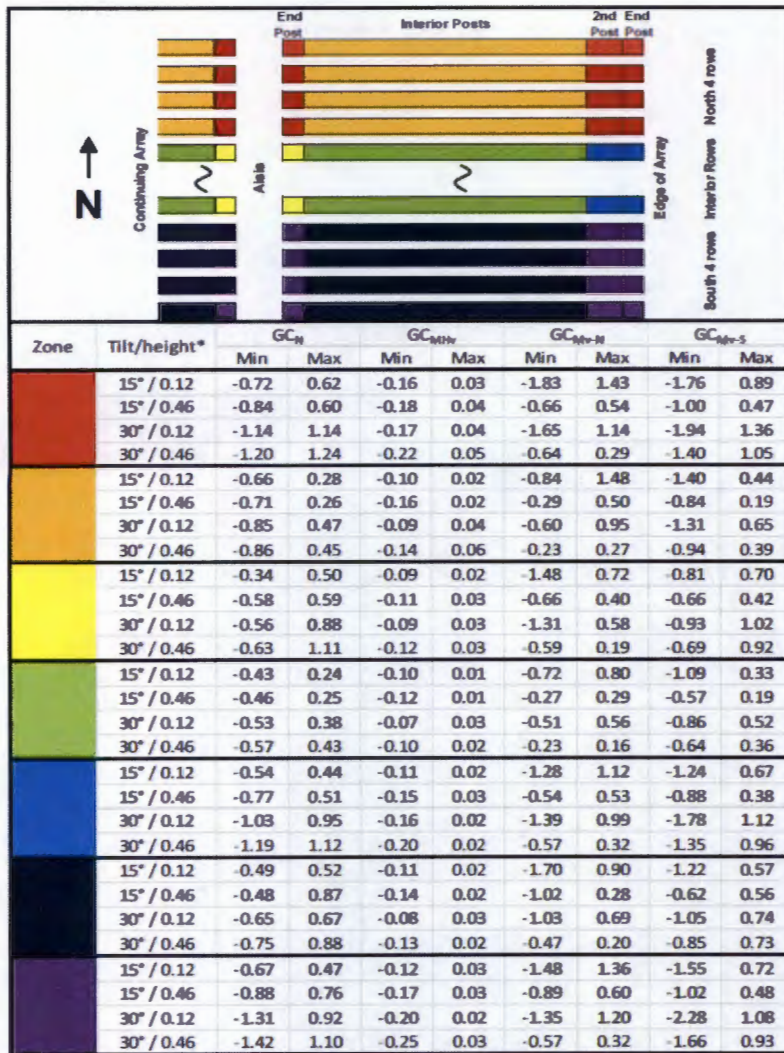 End Post
Interior Posts
2nd Post
End Post
North 4 rows
Continuing Array
Aisle
Edge of Array
Interior Rows
N
South 4 rows
Zone Tilt/height* GC_N GC_MHv GC_Mv-N GC_Mv-S
Min Max Min Max Min Max Min Max
15° / 0.12 -0.72 0.62 -0.16 0.03 -1.83 1.43 -1.76 0.89
15° / 0.46 -0.84 0.60 -0.18 0.04 -0.66 0.54 -1.00 0.47
30° / 0.12 -1.14 1.14 -0.17 0.04 -1.65 1.14 -1.94 1.36
30° / 0.46 -1.20 1.24 -0.22 0.05 -0.64 0.29 -1.40 1.05
15° / 0.12 -0.66 0.28 -0.10 0.02 -0.84 1.48 -1.40 0.44
15° / 0.46 -0.71 0.26 -0.16 0.02 -0.29 0.50 -0.84 0.19
30° / 0.12 -0.85 0.47 -0.09 0.04 -0.60 0.95 -1.31 0.65
30° / 0.46 -0.86 0.45 -0.14 0.06 -0.23 0.27 -0.94 0.39
15° / 0.12 -0.34 0.50 -0.09 0.02 -1.48 0.72 -0.81 0.70
15° / 0.46 -0.58 0.59 -0.11 0.03 -0.66 0.40 -0.66 0.42
30° / 0.12 -0.56 0.88 -0.09 0.03 -1.31 0.58 -0.93 1.02
30° / 0.46 -0.63 1.11 -0.12 0.03 -0.59 0.19 -0.69 0.92
15° / 0.12 -0.43 0.24 -0.10 0.01 -0.72 0.80 -1.09 0.33
15° / 0.46 -0.46 0.25 -0.12 0.01 -0.27 0.29 -0.57 0.19
30° / 0.12 -0.53 0.38 -0.07 0.03 -0.51 0.56 -0.86 0.52
30° / 0.46 -0.57 0.43 -0.10 0.02 -0.23 0.16 -0.64 0.36
15° / 0.12 -0.54 0.44 -0.11 0.02 -1.28 1.12 -1.24 0.67
15° / 0.46 -0.77 0.51 -0.15 0.03 -0.54 0.53 -0.88 0.38
30° / 0.12 -1.03 0.95 -0.16 0.02 -1.39 0.99 -1.78 1.12
30° / 0.46 -1.19 1.12 -0.20 0.02 -0.57 0.32 -1.35 0.96
15° / 0.12 -0.49 0.52 -0.11 0.02 -1.70 0.90 -1.22 0.57
15° / 0.46 -0.48 0.87 -0.14 0.02 -1.02 0.28 -0.62 0.56
30° / 0.12 -0.65 0.67 -0.08 0.03 -1.03 0.69 -1.05 0.74
30° / 0.46 -0.75 0.88 -0.13 0.02 -0.47 0.20 -0.85 0.73
15° / 0.12 -0.67 0.47 -0.12 0.03 -1.48 1.36 -1.55 0.72
15° / 0.46 -0.88 0.76 -0.17 0.03 -0.89 0.60 -1.02 0.48
30° / 0.12 -1.31 0.92 -0.20 0.02 -1.35 1.20 -2.28 1.08
30° / 0.46 -1.42 1.10 -0.25 0.03 -0.57 0.32 -1.66 0.93